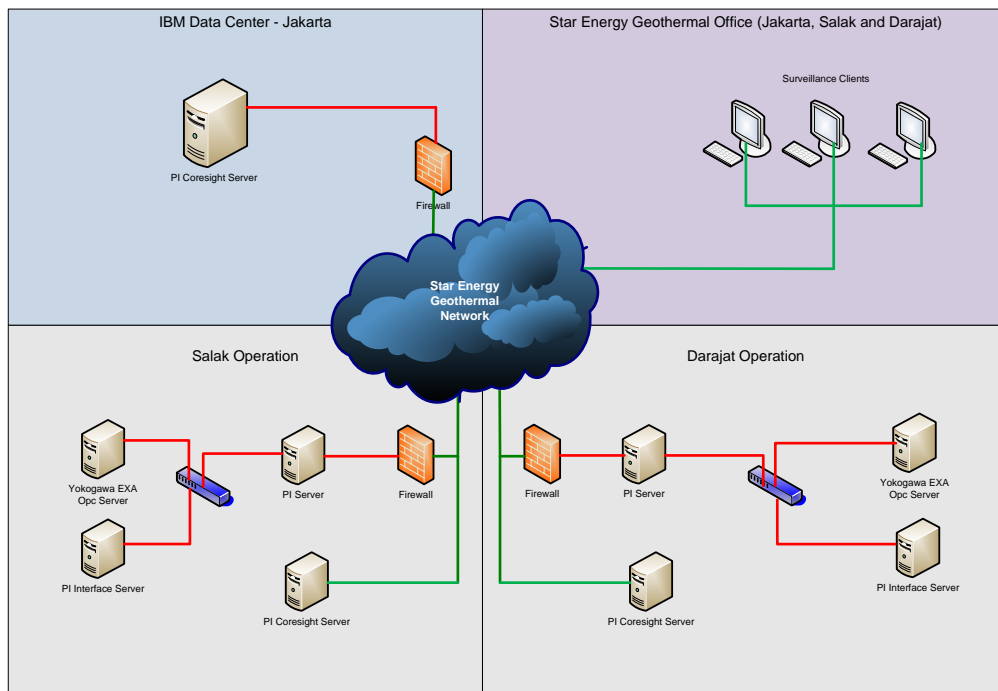 IBM Data Center - Jakarta
Star Energy Geothermal Office (Jakarta, Salak and Darajat)
Surveillance Clients
PI Coresight Server
Firewall
Star Energy
Geothermal
Network
Salak Operation
Yokogawa EXA
Opc Server
PI Server
Firewall
PI Interface Server
PI Coresight Server
Darajat Operation
Firewall
PI Server
Yokogawa EXA
Opc Server
PI Interface Server
PI Coresight Server